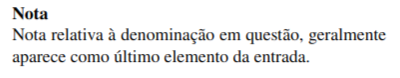 Nota
Nota relativa à denominação em questão, geralmente
aparece como último elemento da entrada.